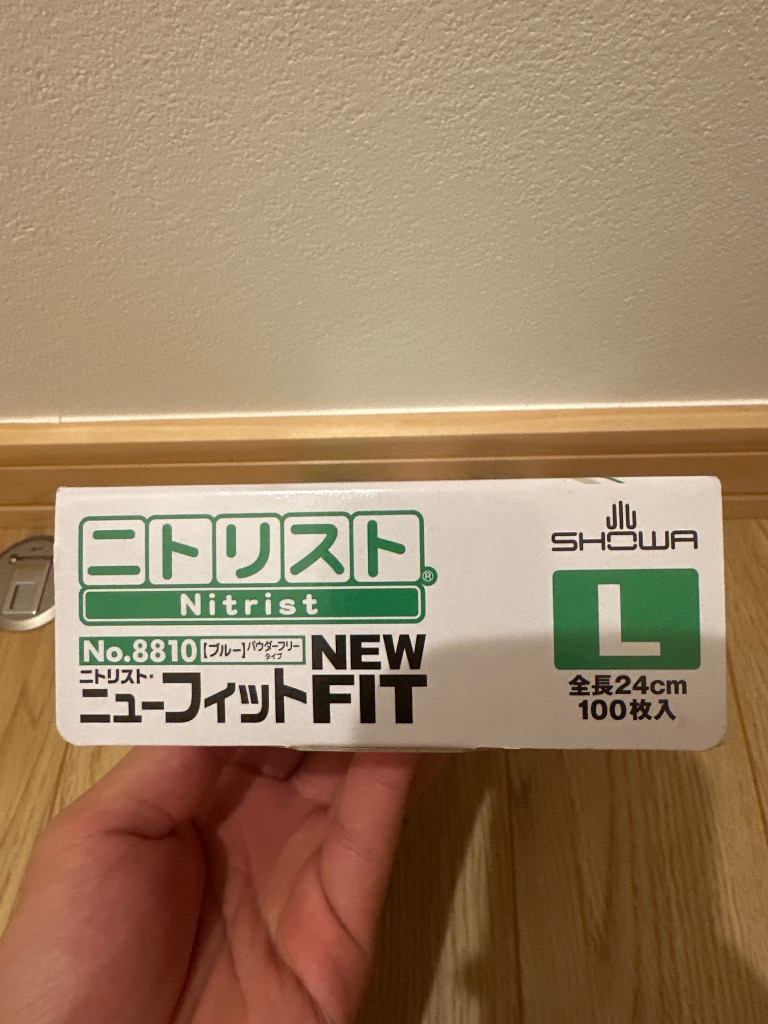 ニトリスト®
Nitrist
No.8810【ブルー】パウダーフリータイプ
ニトリスト・
ニューフィット NEW FIT
SHOWA
L
全長24cm
100枚入